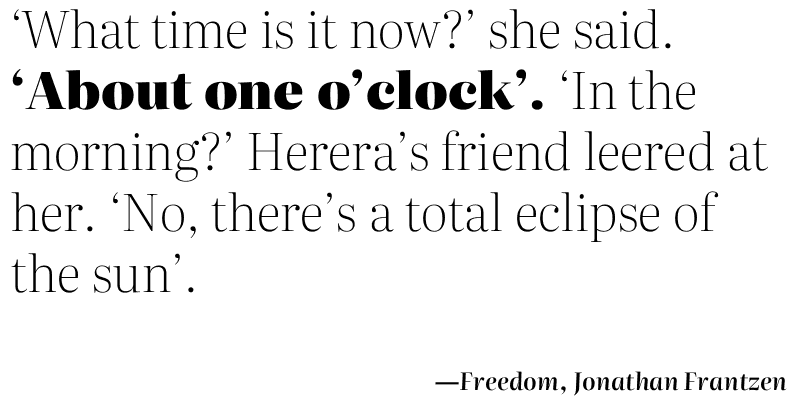 ‘What time is it now?’ she said.
‘About one o’clock’. ‘In the
morning?’ Herera’s friend leered at
her. ‘No, there’s a total eclipse of
the sun’.
—Freedom, Jonathan Frantzen